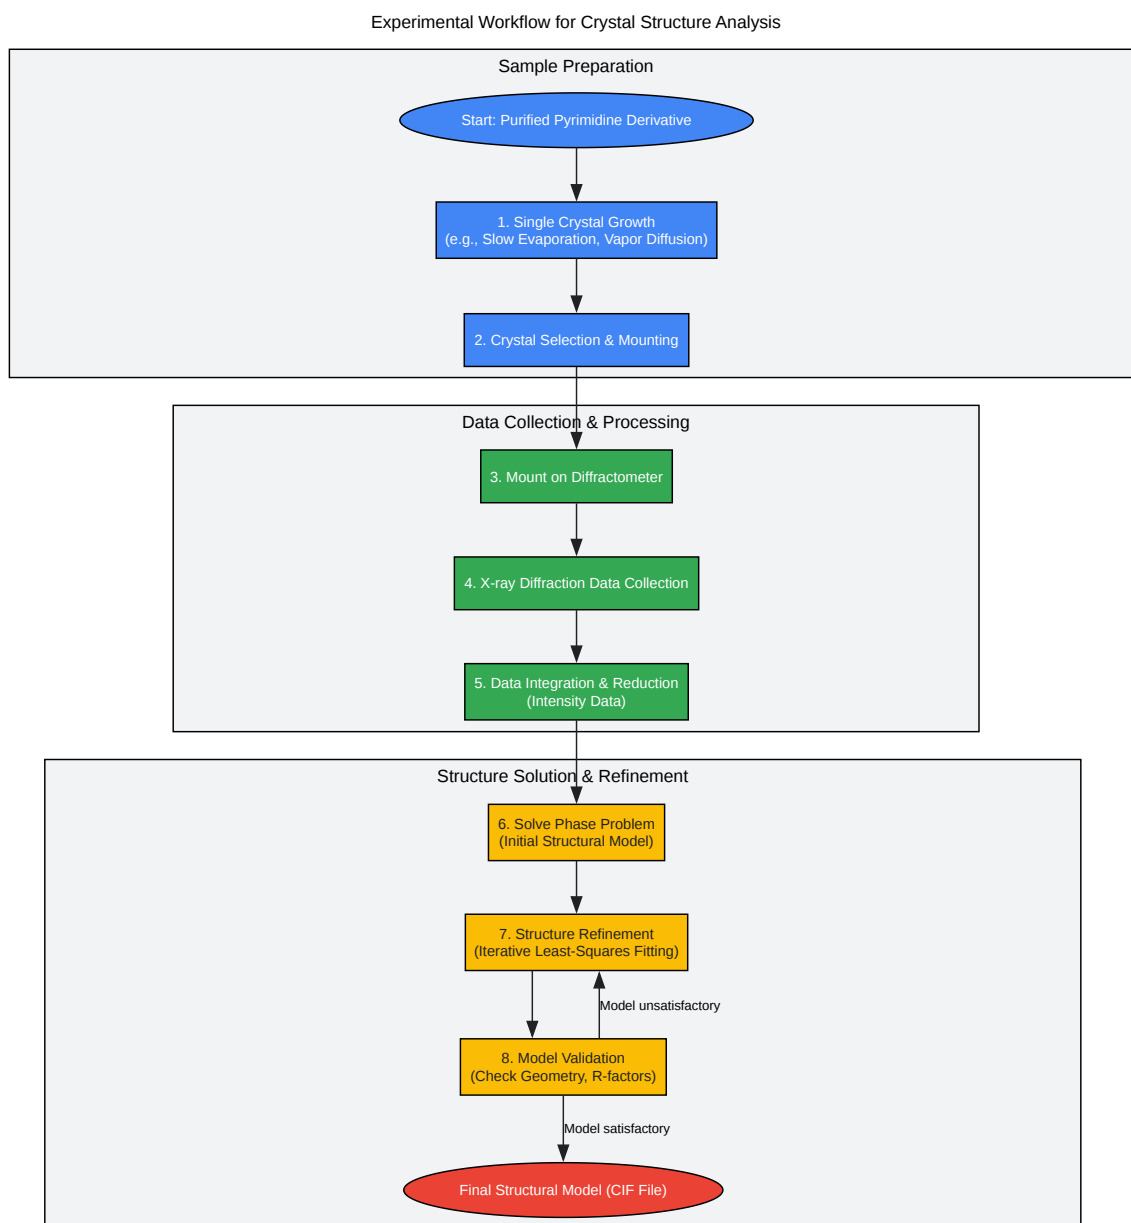 Experimental Workflow for Crystal Structure Analysis
Sample Preparation
Start: Purified Pyrimidine Derivative
1. Single Crystal Growth
(e.g., Slow Evaporation, Vapor Diffusion)
2. Crystal Selection & Mounting
Data Collection & Processing
3. Mount on Diffractometer
4. X-ray Diffraction Data Collection
5. Data Integration & Reduction
(Intensity Data)
Structure Solution & Refinement
6. Solve Phase Problem
(Initial Structural Model)
7. Structure Refinement
(Iterative Least-Squares Fitting)
Model unsatisfactory
8. Model Validation
(Check Geometry, R-factors)
Model satisfactory
Final Structural Model (CIF File)